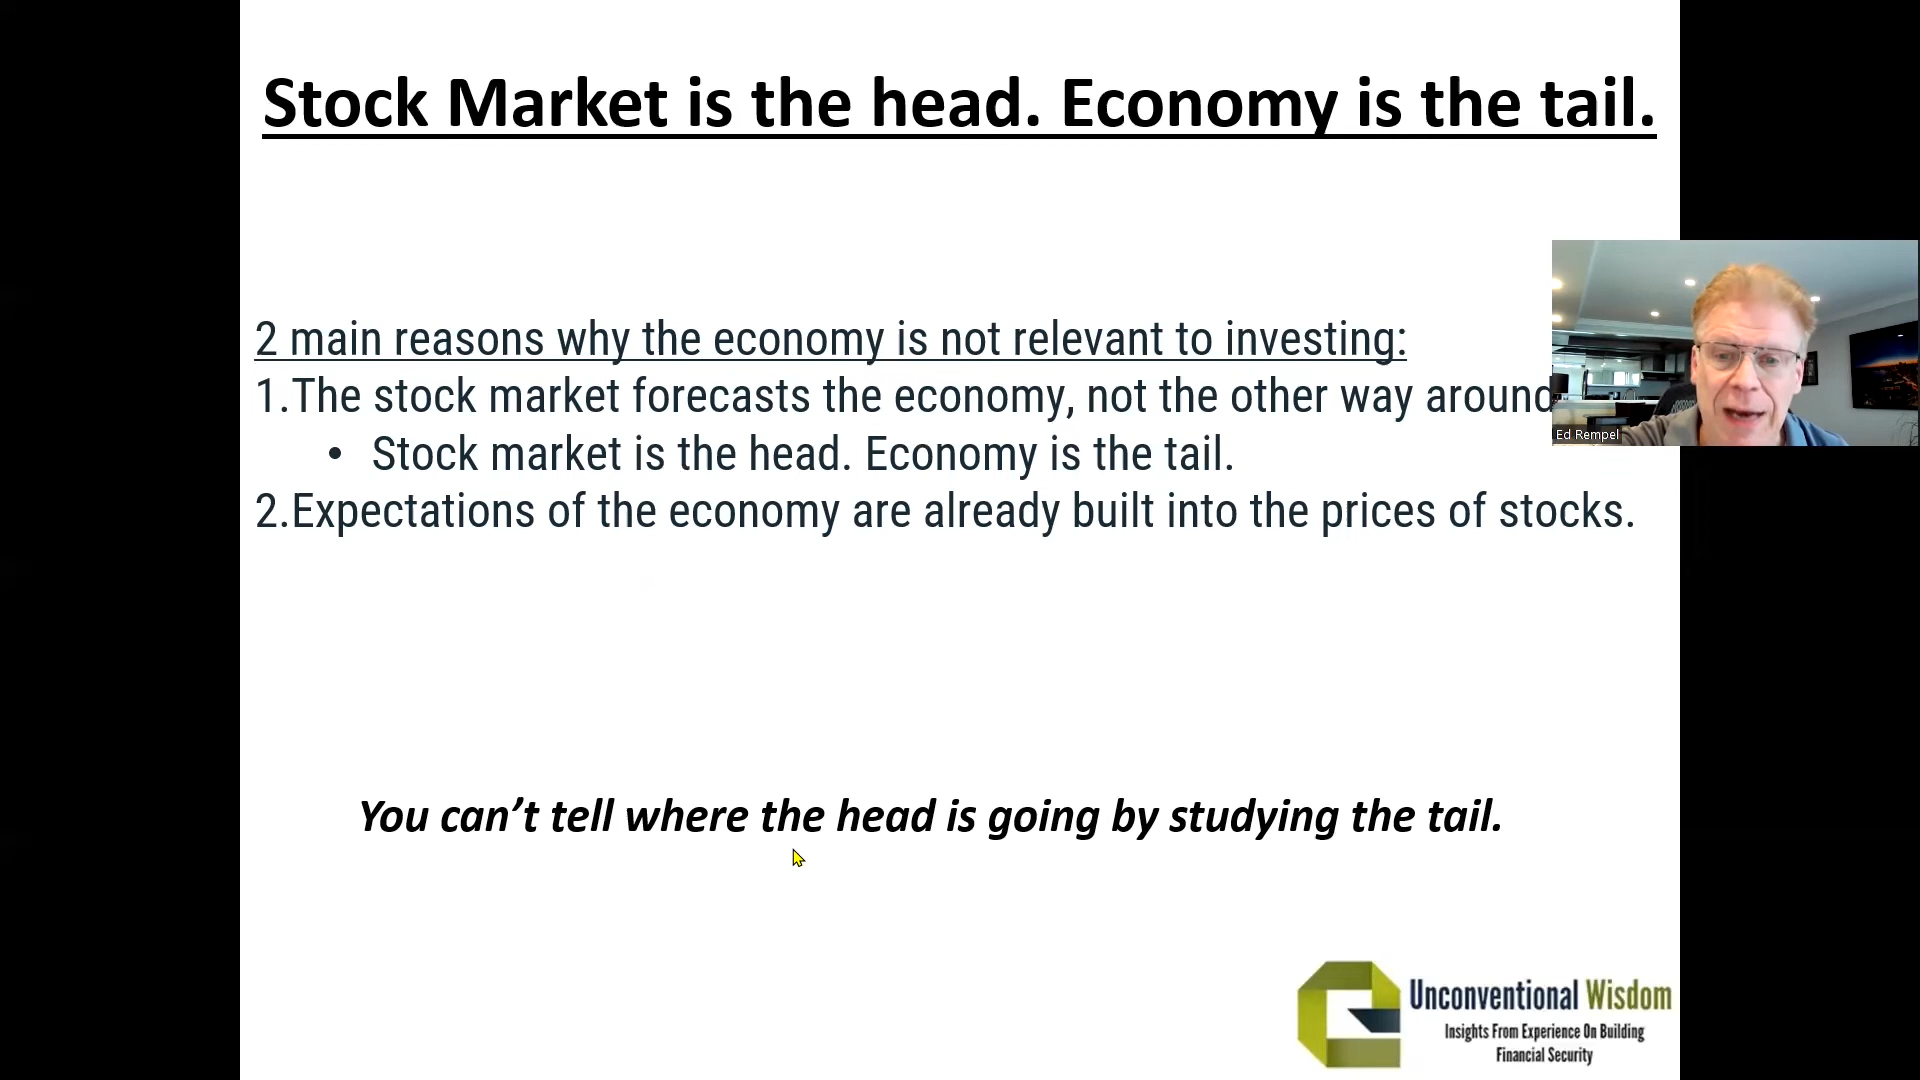 Stock Market is the head. Economy is the tail.
2 main reasons why the economy is not relevant to investing:
1.The stock market forecasts the economy, not the other way around
Ed Rempel
• Stock market is the head. Economy is the tail.
2.Expectations of the economy are already built into the prices of stocks.
You can’t tell where the head is going by studying the tail.
Unconventional Wisdom
Insights From Experience On Building
Financial Security